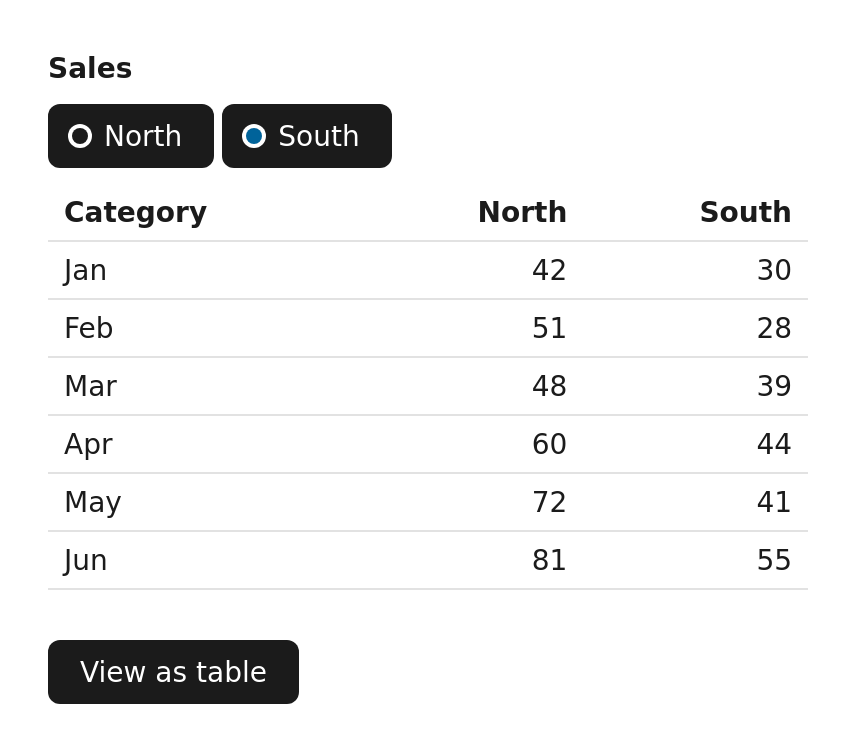 Sales
North South
Category North South
Jan 42 30
Feb 51 28
Mar 48 39
Apr 60 44
May 72 41
Jun 81 55
View as table